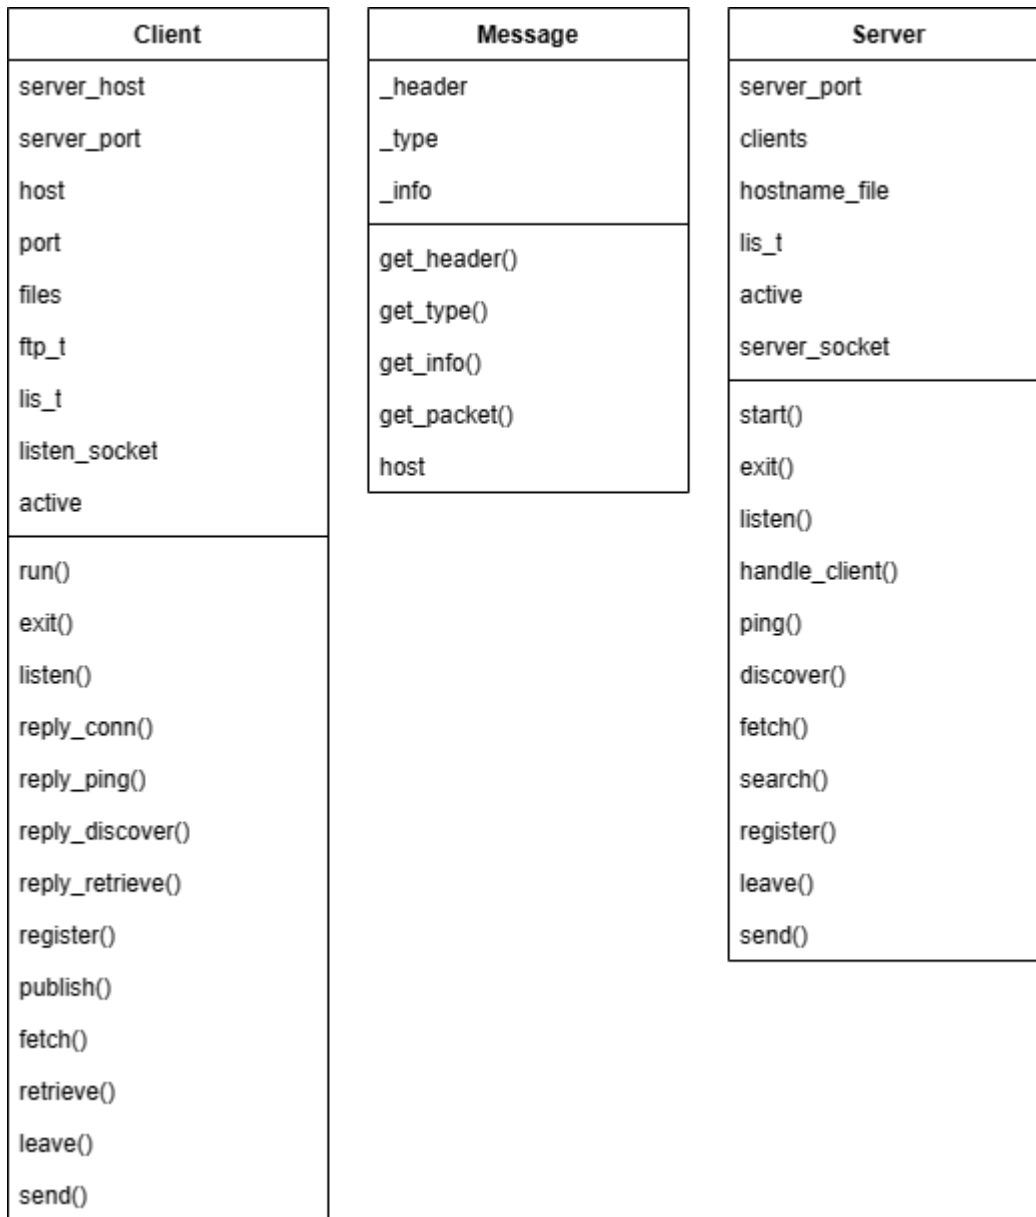 Client
server_host
server_port
host
port
files
ftp_t
lis_t
listen_socket
active
run()
exit()
listen()
reply_conn()
reply_ping()
reply_discover()
reply_retrieve()
register()
publish()
fetch()
retrieve()
leave()
send()
Message
_header
_type
_info
get_header()
get_type()
get_info()
get_packet()
host
Server
server_port
clients
hostname_file
lis_t
active
server_socket
start()
exit()
listen()
handle_client()
ping()
discover()
fetch()
search()
register()
leave()
send()